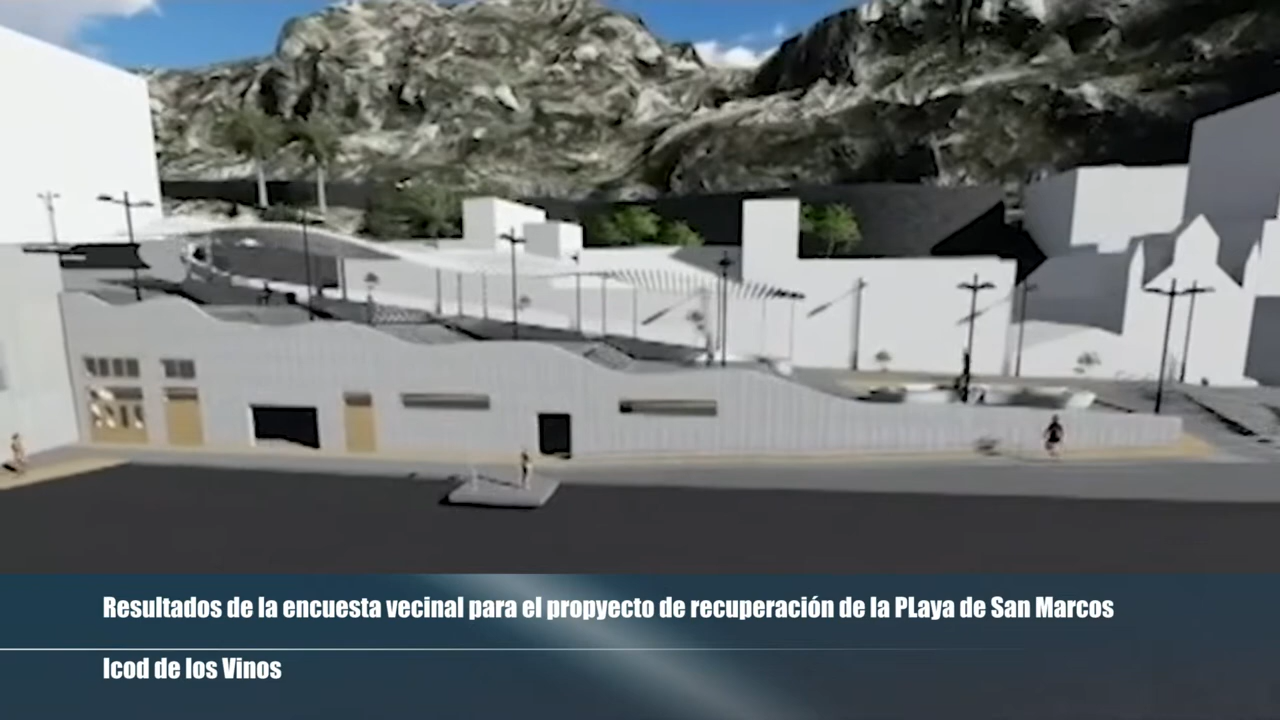 Resultados de la encuesta vecinal para el propyecto de recuperación de la PLaya de San Marcos
Icod de los Vinos